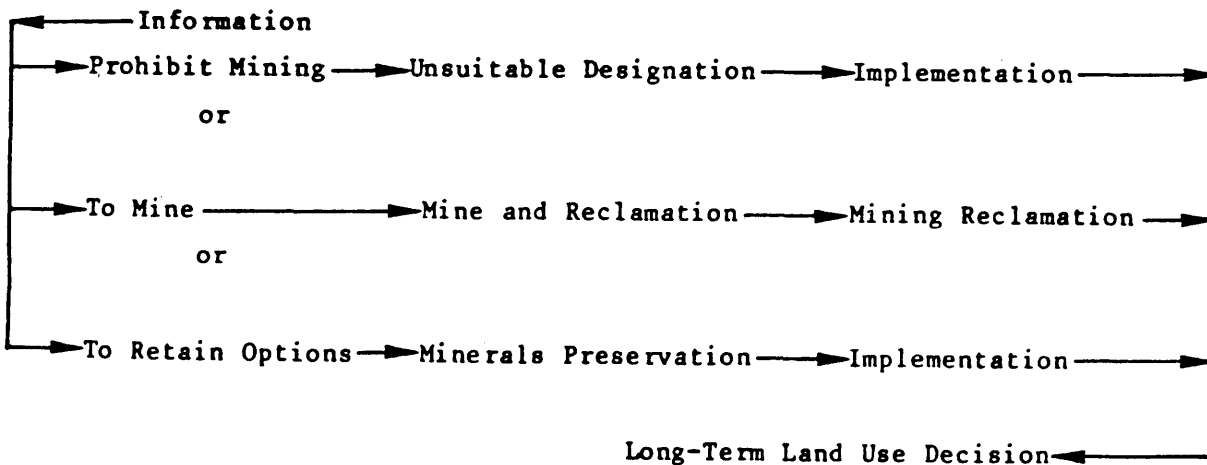 Information
Prohibit Mining Unsuitable Designation Implementation
or
To Mine Mine and Reclamation Mining Reclamation
or
To Retain Options Minerals Preservation Implementation
Long-Term Land Use Decision